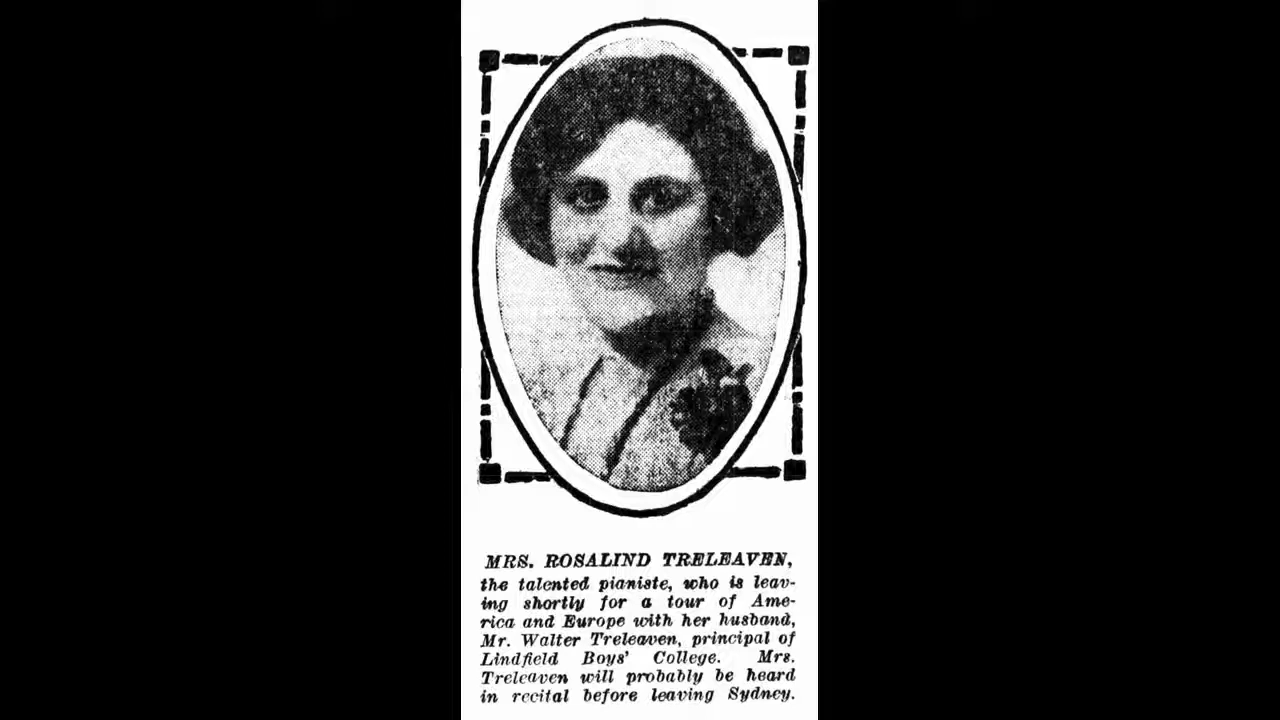 MRS. ROSALIND TRELEAVEN,
the talented pianiste, who is leav-
ing shortly for a tour of Ame-
rica and Europe with her husband,
Mr. Walter Treleaven, principal of
Lindfield Boys' College. Mrs.
Treleaven will probably be heard
in recital before leaving Sydney.